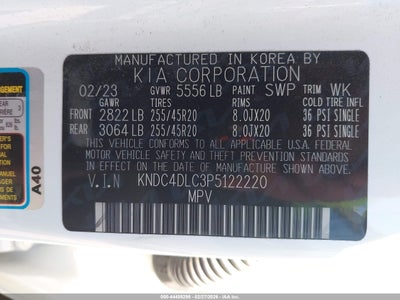 MANUFACTURED IN KOREA BY
KIA CORPORATION
02/23 GVWR 5556 LB PAINT SWP TRIM WK
GAWR TIRES RIMS COLD TIRE INFLATION
FRONT 2822 LB 255/45R20 8.0JX20 36 PSI SINGLE
REAR 3064 LB 255/45R20 8.0JX20 36 PSI SINGLE
THIS VEHICLE CONFORMS TO ALL APPLICABLE U.S.A. FEDERAL
MOTOR VEHICLE SAFETY, BUMPER, AND THEFT PREVENTION
STANDARDS IN EFFECT ON THE DATE OF MANUFACTURE
SHOWN ABOVE.
V.I.N KNDC4DLC3P5122220
MPV
A40